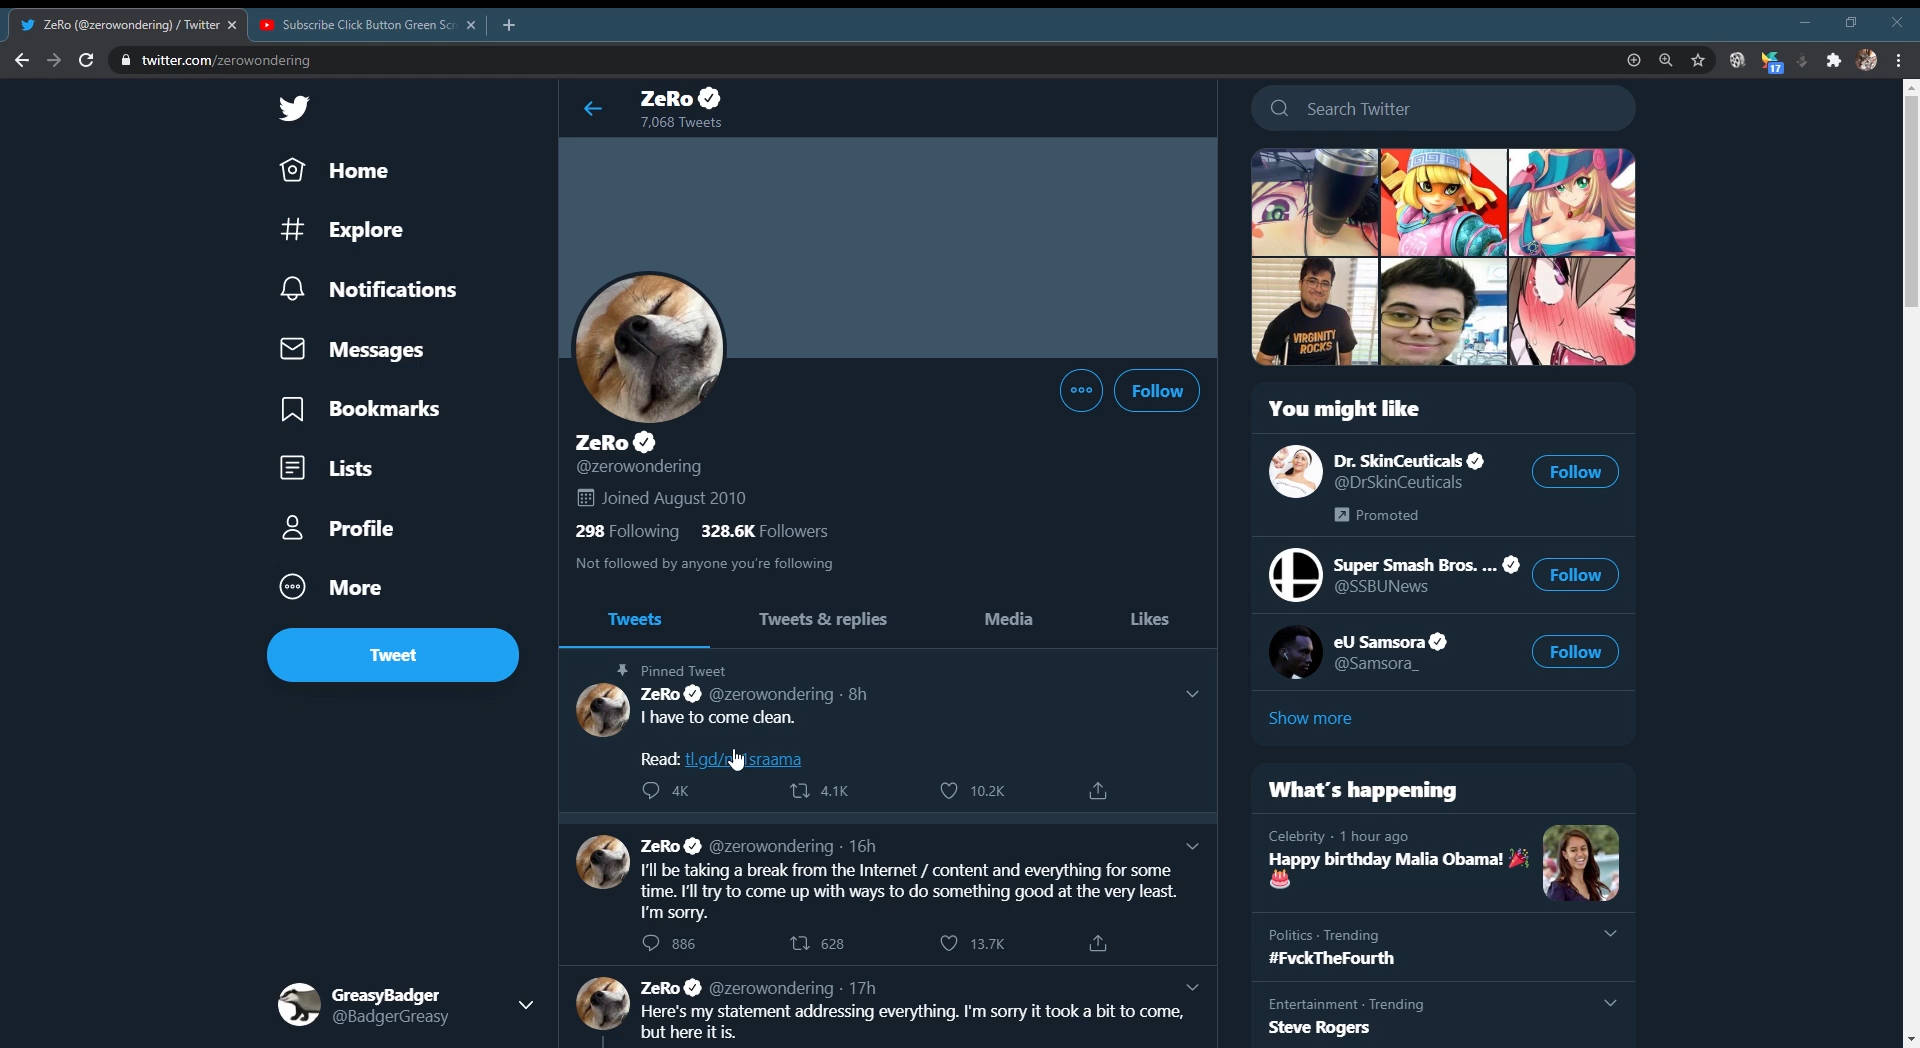 ZeRo (@zerowondering) / Twitter
Subscribe Click Button Green Scr
twitter.com/zerowondering
17
Home
Explore
Notifications
Messages
Bookmarks
Lists
Profile
More
Tweet
GreasyBadger
@BadgerGreasy
ZeRo
7,068 Tweets
Follow
ZeRo
@zerowondering
Joined August 2010
298 Following 328.6K Followers
Not followed by anyone you're following
Tweets Tweets & replies Media Likes
Pinned Tweet
ZeRo @zerowondering · 8h
I have to come clean.
Read:
4K 4.1K 10.2K
ZeRo @zerowondering · 16h
I'll be taking a break from the Internet / content and everything for some
time. I'll try to come up with ways to do something good at the very least.
I'm sorry.
886 628 13.7K
ZeRo @zerowondering · 17h
Here's my statement addressing everything. I'm sorry it took a bit to come,
but here it is.
Search Twitter
VIRGINITY
ROCKS
You might like
Dr. SkinCeuticals
@DrSkinCeuticals
Follow
Promoted
Super Smash Bros. ...
@SSBUNews
Follow
eU Samsora
@Samsora_
Follow
Show more
What's happening
Celebrity · 1 hour ago
Happy birthday Malia Obama! 🎉
🎂
Politics · Trending
#FvckTheFourth
Entertainment · Trending
Steve Rogers